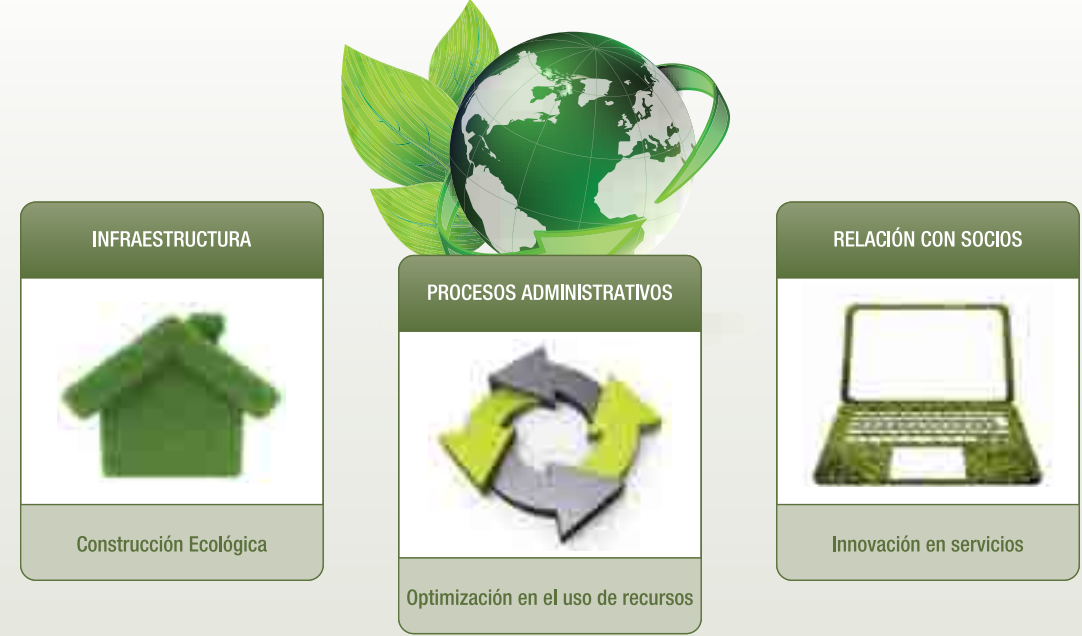 INFRAESTRUCTURA
Construcción Ecológica
PROCESOS ADMINISTRATIVOS
Optimización en el uso de recursos
RELACIÓN CON SOCIOS
Innovación en servicios